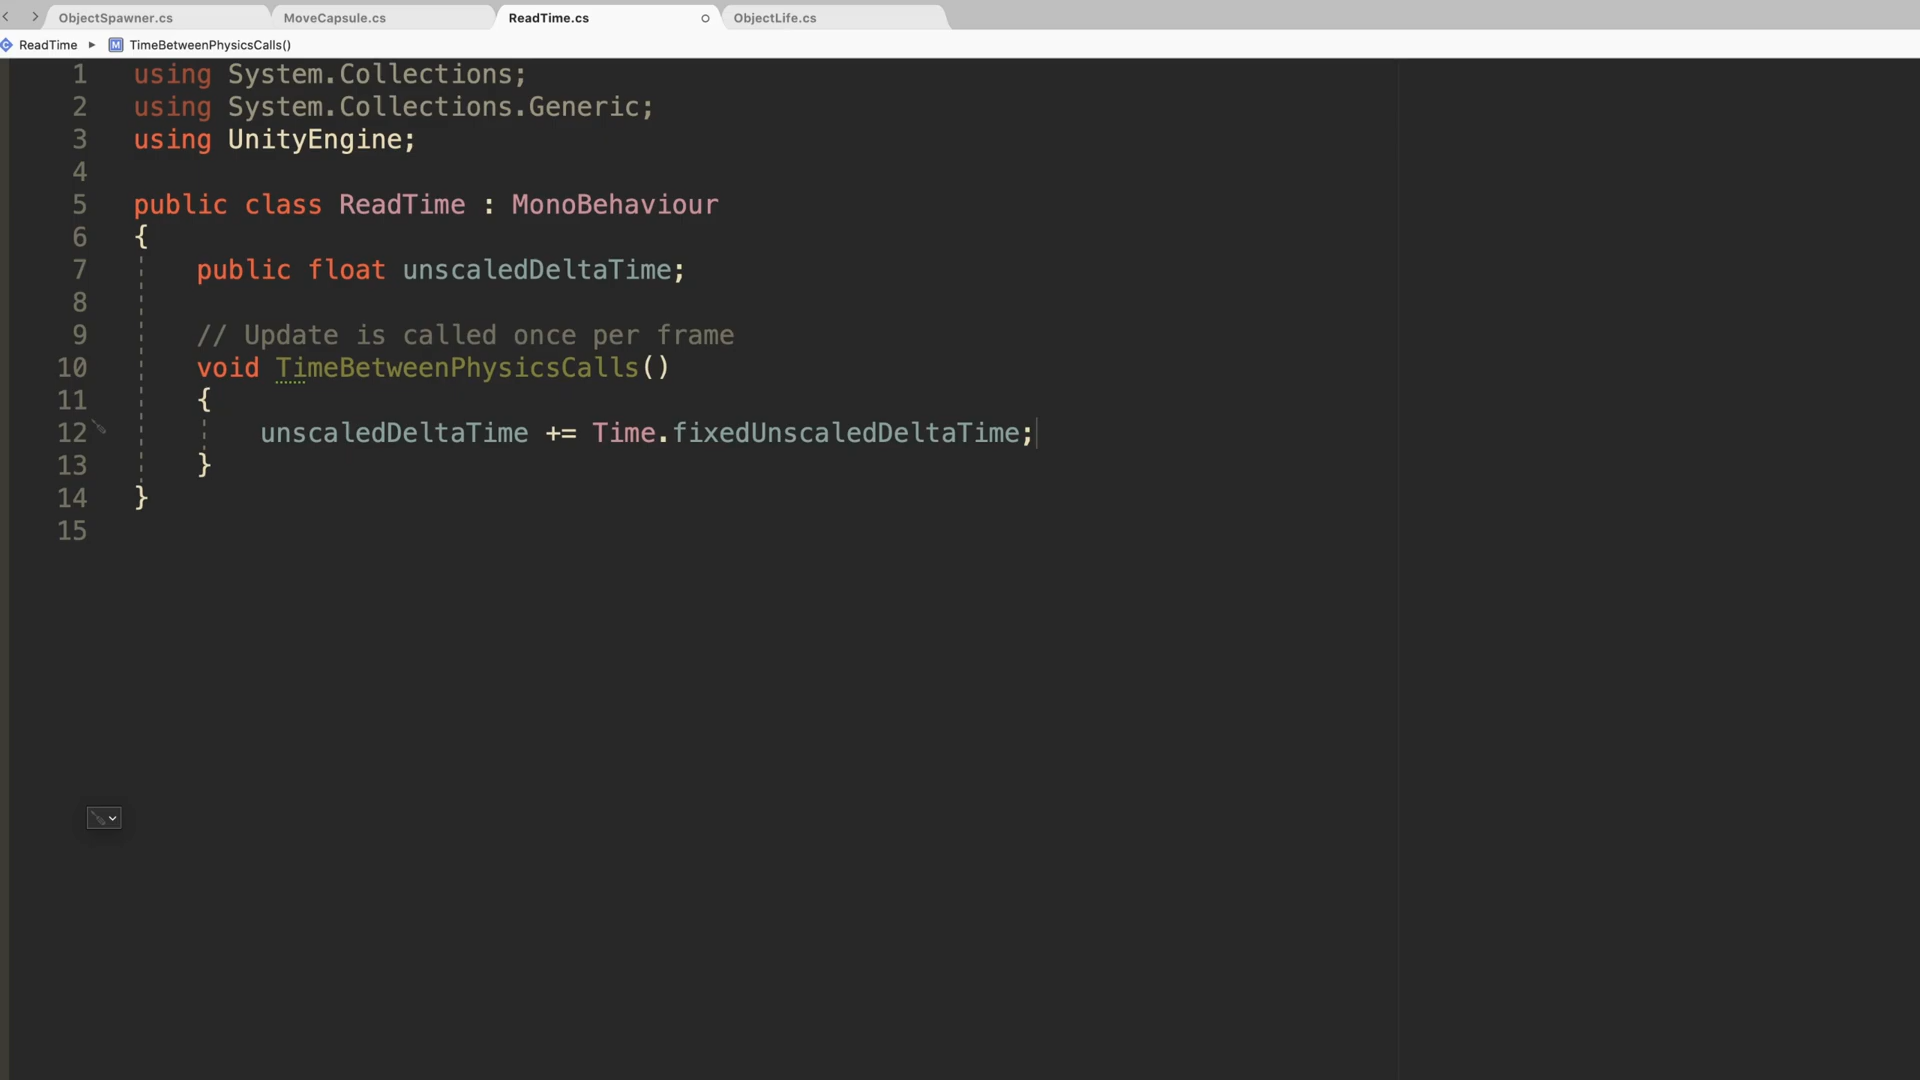 ObjectSpawner.cs MoveCapsule.cs ReadTime.cs ObjectLife.cs
ReadTime TimeBetweenPhysicsCalls()
1 using System.Collections;
2 using System.Collections.Generic;
3 using UnityEngine;
4
5 public class ReadTime : MonoBehaviour
6 {
7 public float unscaledDeltaTime;
8
9 // Update is called once per frame
10 void TimeBetweenPhysicsCalls()
11 {
12 unscaledDeltaTime += Time.fixedUnscaledDeltaTime;
13 }
14 }
15